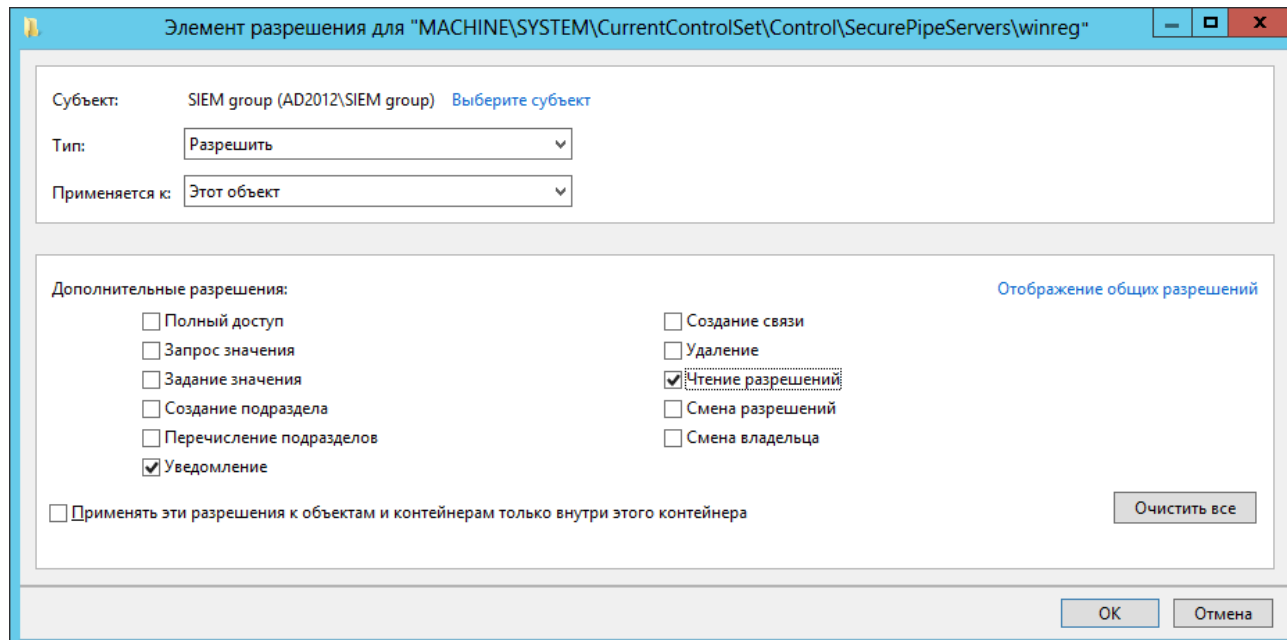 Элемент разрешения для "MACHINE\SYSTEM\CurrentControlSet\Control\SecurePipeServers\winreg"
Субъект: SIEM group (AD2012\SIEM group) Выберите субъект
Тип: Разрешить
Применяется к: Этот объект
Дополнительные разрешения: Отображение общих разрешений
Полный доступ Создание связи
Запрос значения Удаление
Задание значения Чтение разрешений
Создание подраздела Смена разрешений
Перечисление подразделов Смена владельца
Уведомление
Применять эти разрешения к объектам и контейнерам только внутри этого контейнера Очистить все
ОК Отмена